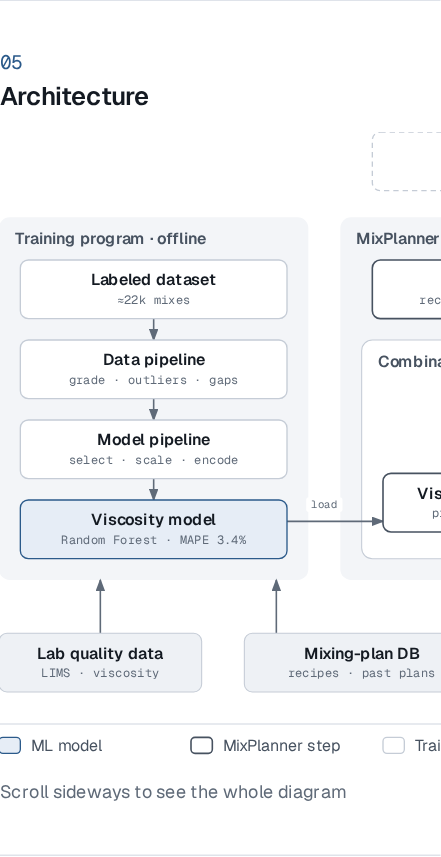 05
Architecture
Training program · offline
Labeled dataset
≈22k mixes
Data pipeline
grade · outliers · gaps
Model pipeline
select · scale · encode
Viscosity model
Random Forest · MAPE 3.4%
load
MixPlanner
rec
Combina
Vis
Lab quality data
LIMS · viscosity
Mixing-plan DB
recipes · past plans
ML model
MixPlanner step
Trai
Scroll sideways to see the whole diagram